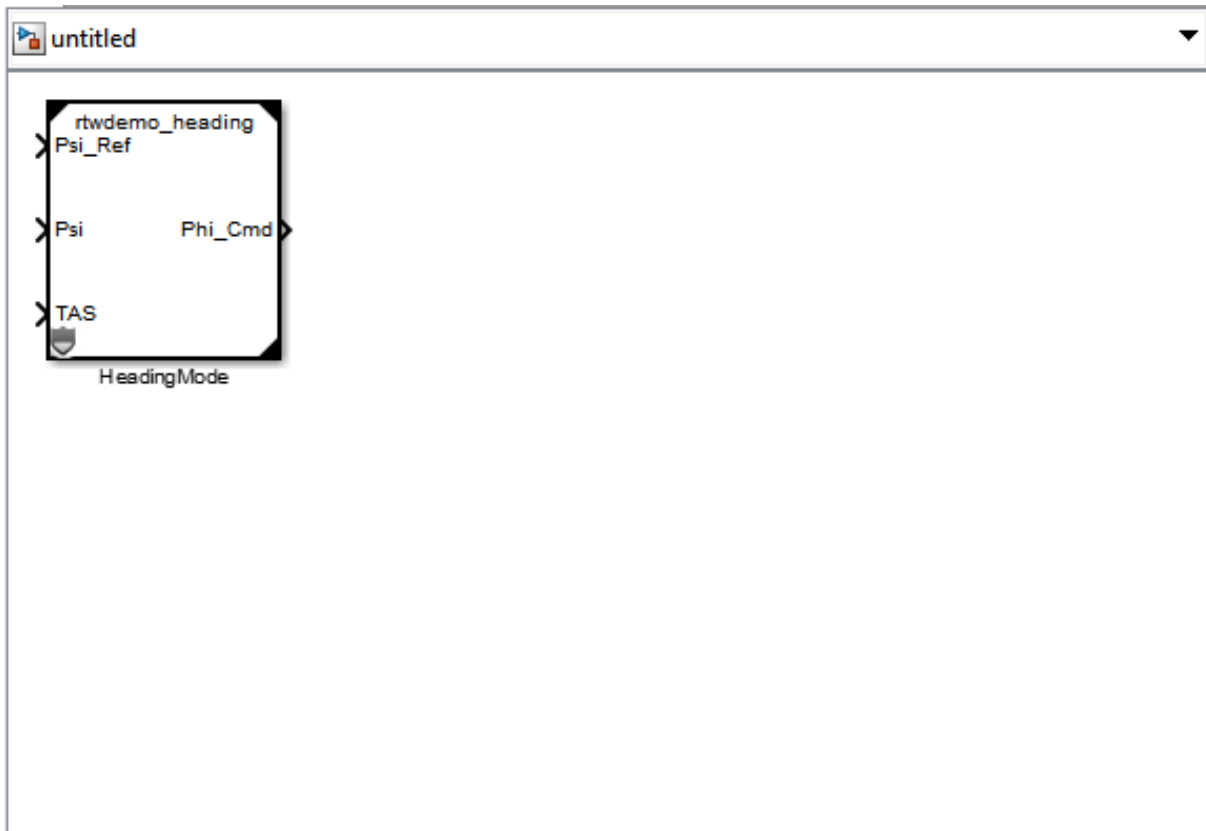 untitled
rtwdemo_heading
Psi_Ref
Psi Phi_Cmd
TAS
HeadingMode